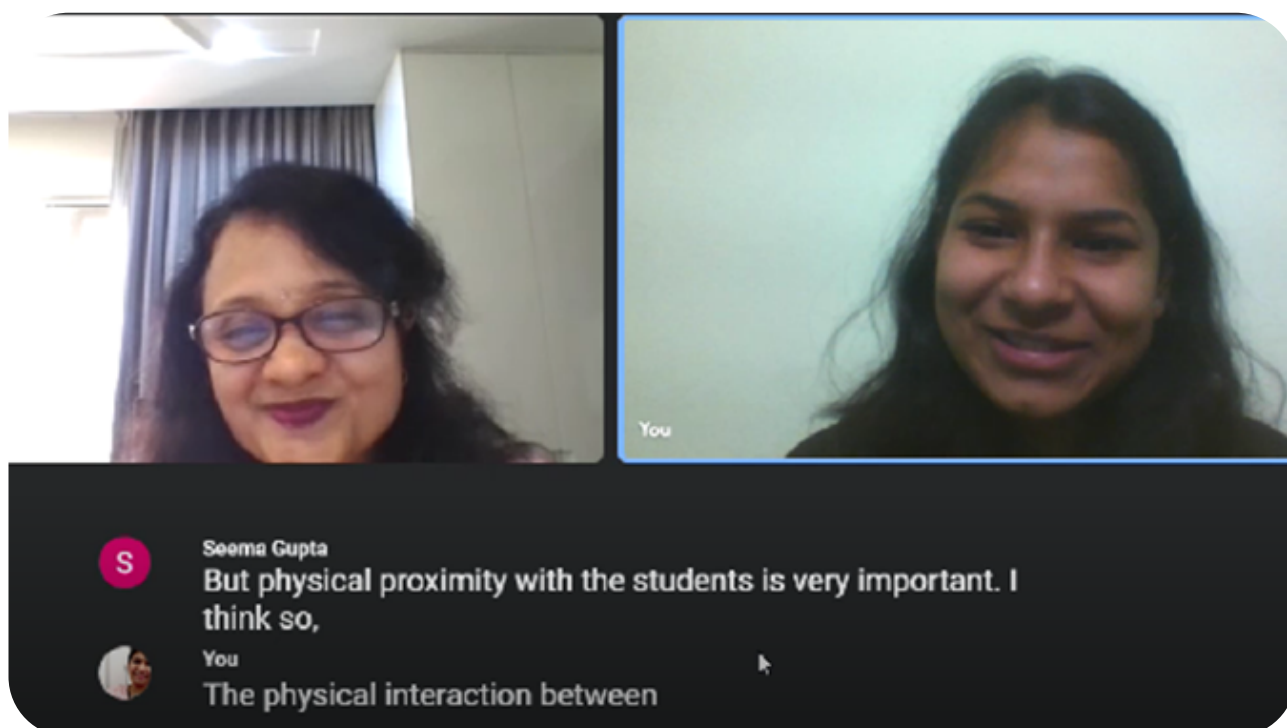 You
S
Seema Gupta
But physical proximity with the students is very important. I
think so,
You
The physical interaction between